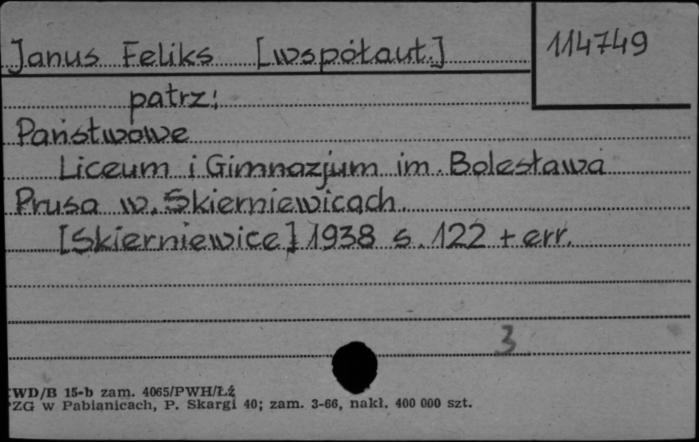 Janus Feliks [współaut.]
114749
patrz:
Państwowe
Liceum i Gimnazjum im. Bolesława
Prusa w Skierniewicach.
[Skierniewice] 1938 s. 122 + err.
3
WD/B 15-b zam. 4065/PWH/Łź
ZG w Pabianicach, P. Skargi 40; zam. 3-66, nakł. 400 000 szt.